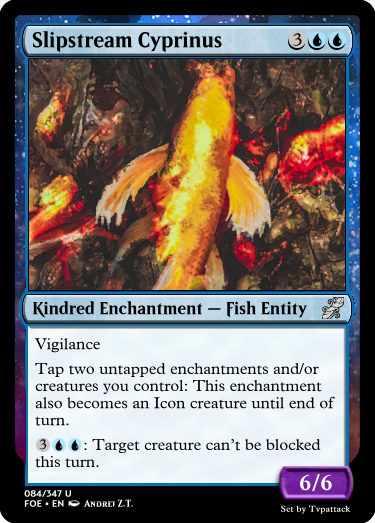 Slipstream Cyprinus 3UU
Kindred Enchantment — Fish Entity
Vigilance
Tap two untapped enchantments and/or
creatures you control: This enchantment
also becomes an Icon creature until end of
turn.
3UU: Target creature can't be blocked
this turn.
6/6
084/347 U
FOE • EN Andrei Z.T.
Set by Tvpattack